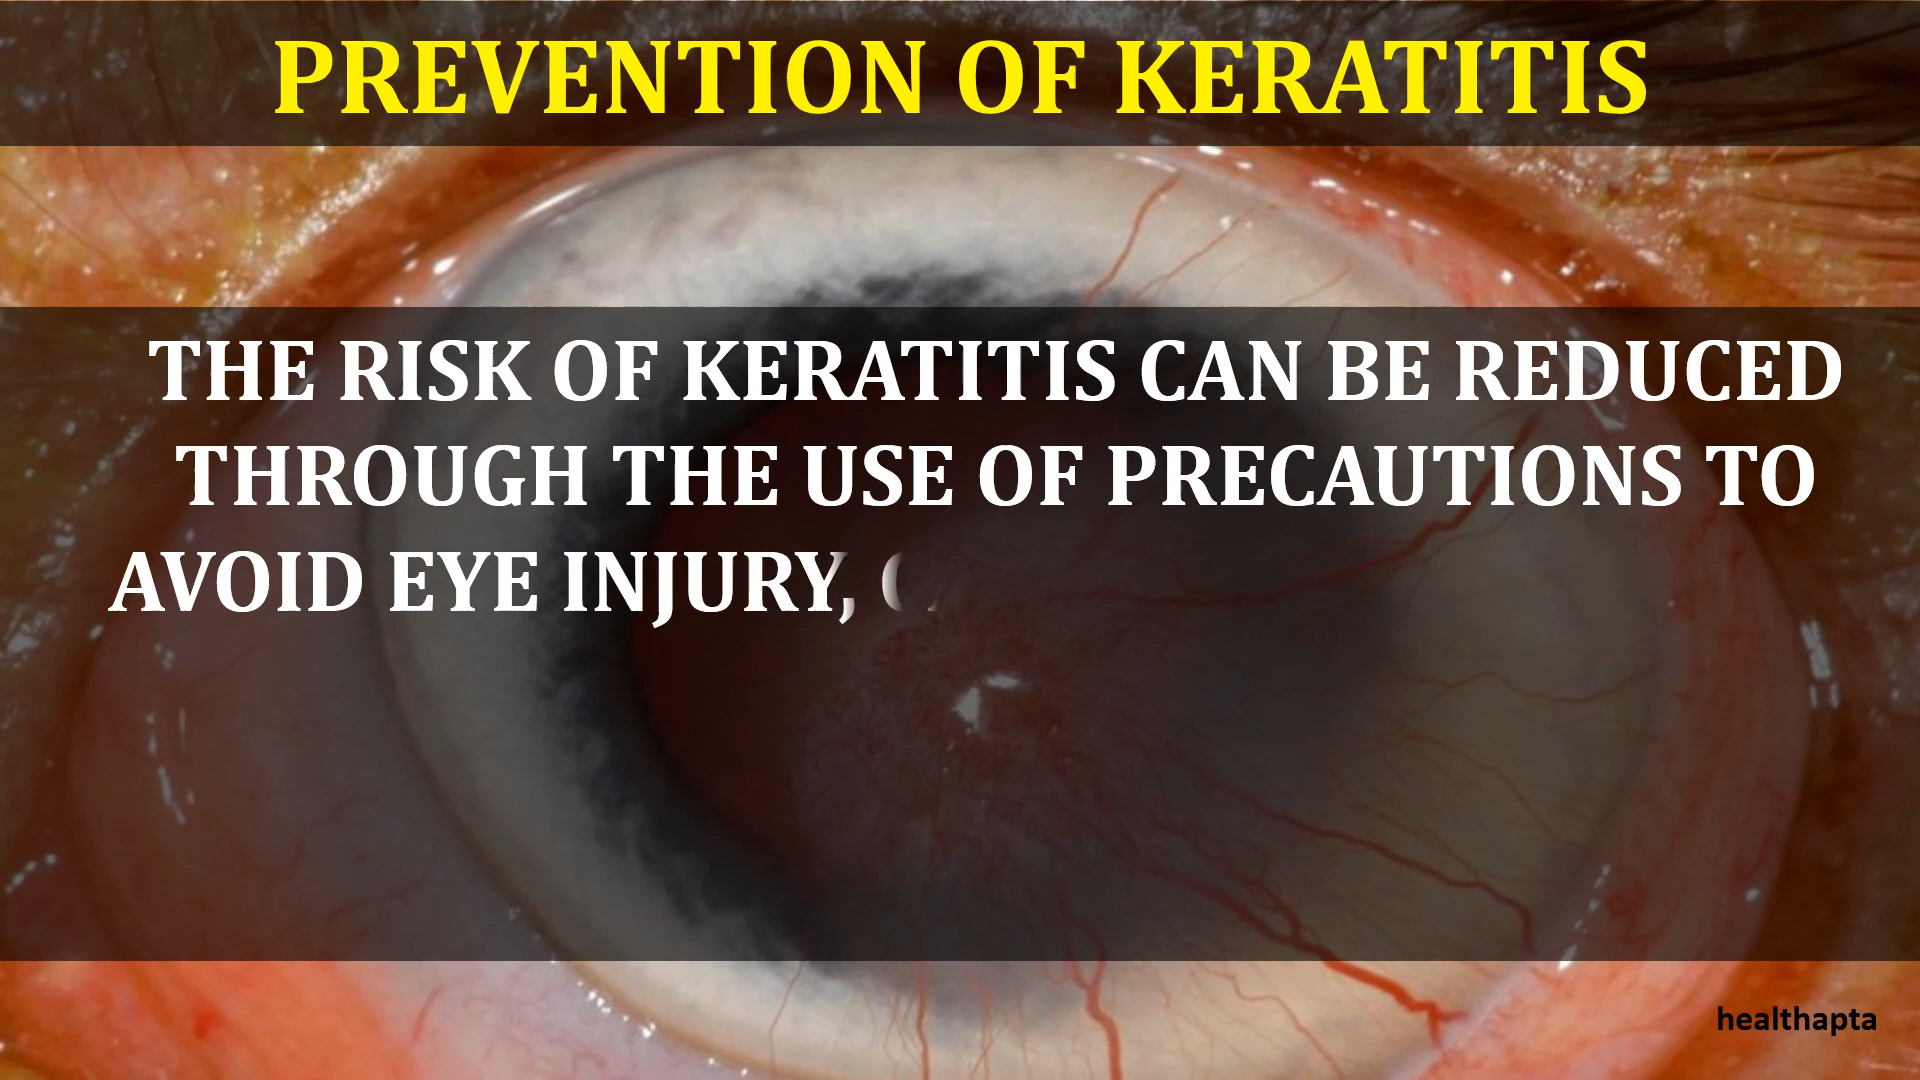 PREVENTION OF KERATITIS
THE RISK OF KERATITIS CAN BE REDUCED
THROUGH THE USE OF PRECAUTIONS TO
AVOID EYE INJURY,
healthapta